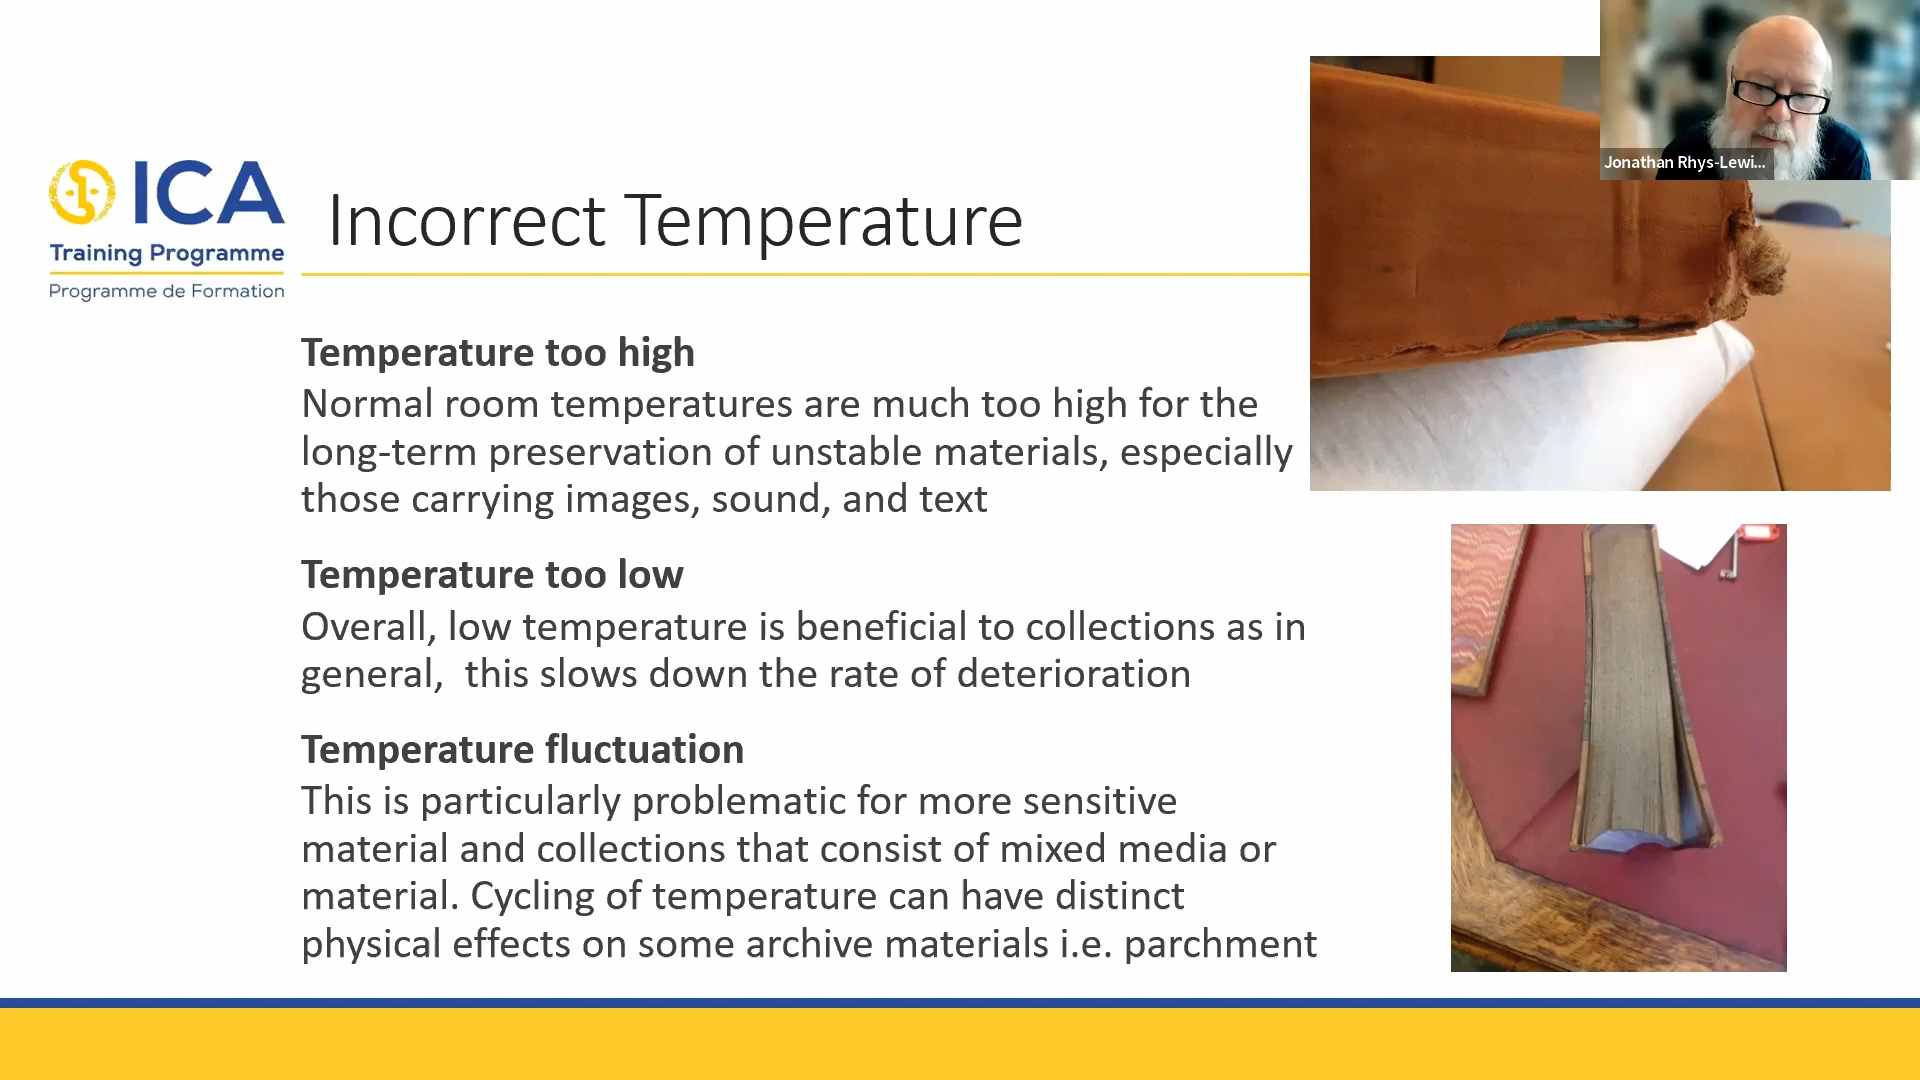 Jonathan Rhys-Lewi...
ICA
Training Programme
Programme de Formation
Incorrect Temperature
Temperature too high
Normal room temperatures are much too high for the
long-term preservation of unstable materials, especially
those carrying images, sound, and text
Temperature too low
Overall, low temperature is beneficial to collections as in
general,  this slows down the rate of deterioration
Temperature fluctuation
This is particularly problematic for more sensitive
material and collections that consist of mixed media or
material. Cycling of temperature can have distinct
physical effects on some archive materials i.e. parchment